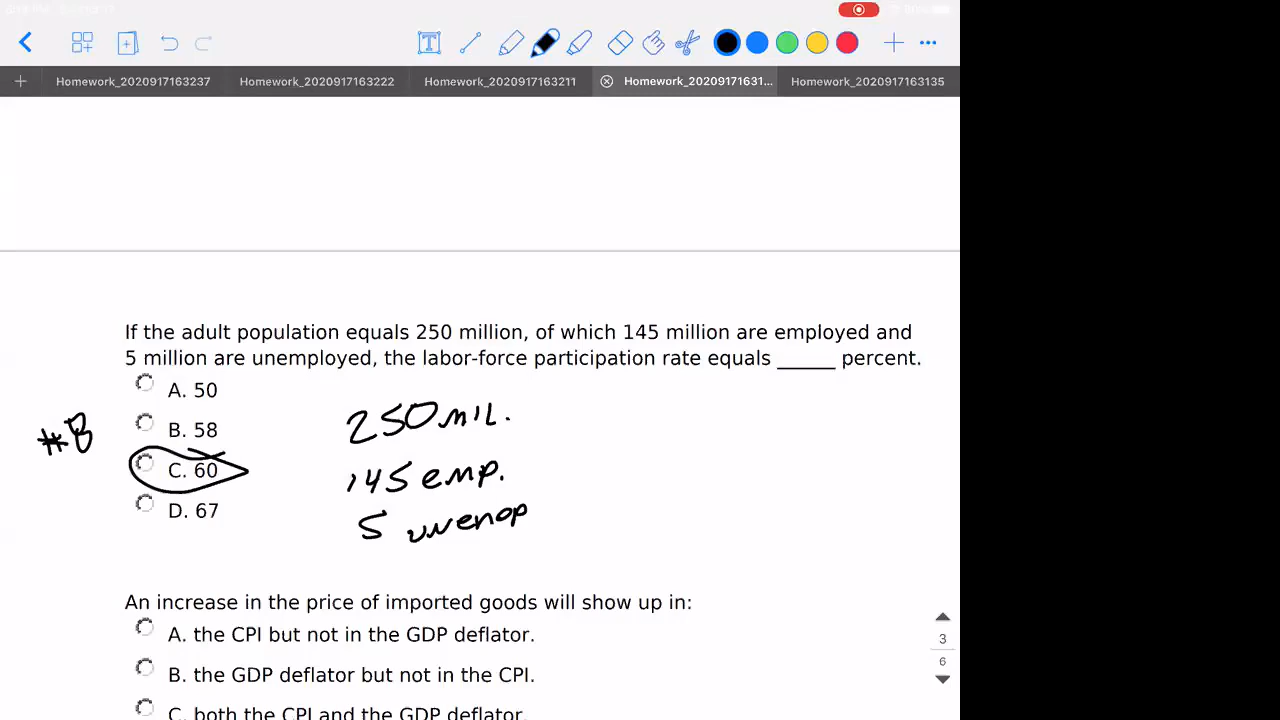 T
Homework_2020917163237
Homework_2020917163222
Homework_2020917163211
Homework_20209171631...
Homework_2020917163135
If the adult population equals 250 million, of which 145 million are employed and
5 million are unemployed, the labor-force participation rate equals ______ percent.
A. 50
B. 58
C. 60
D. 67
#8
250 mil.
145 emp.
5
An increase in the price of imported goods will show up in:
A. the CPI but not in the GDP deflator.
B. the GDP deflator but not in the CPI.
C. both the CPI and the GDP deflator.
3
6